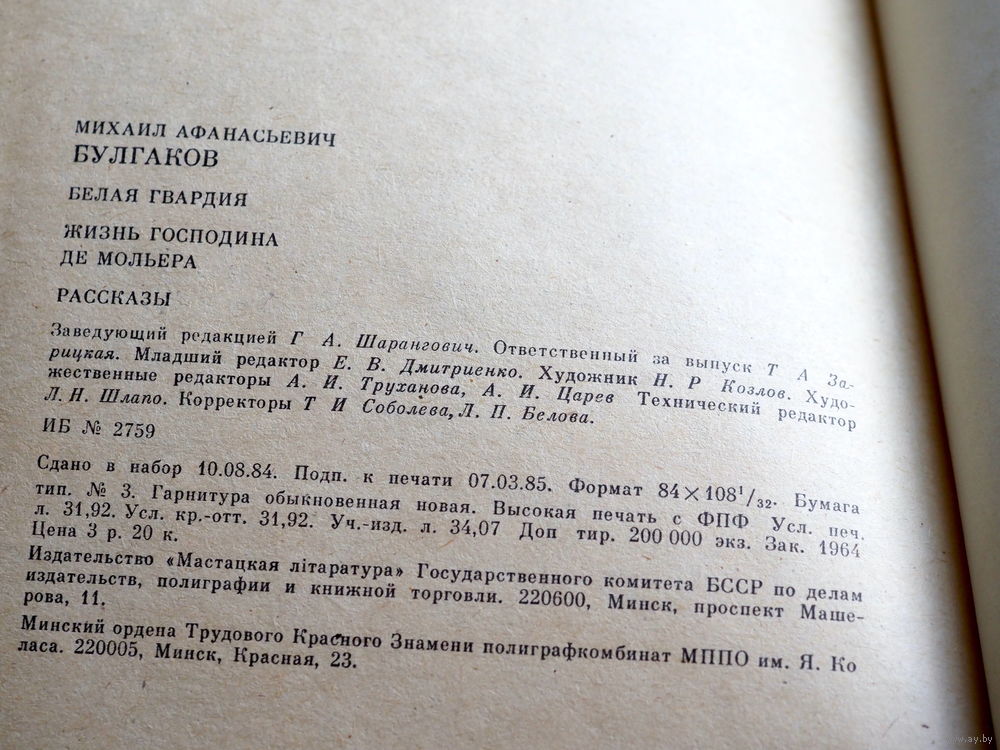 МИХАИЛ АФАНАСЬЕВИЧ
БУЛГАКОВ
БЕЛАЯ ГВАРДИЯ
ЖИЗНЬ ГОСПОДИНА
ДЕ МОЛЬЕРА
РАССКАЗЫ
Заведующий редакцией Г А. Шарангович. Ответственный за выпуск Т А За-
рицкая. Младший редактор Е. В. Дмитриенко. Художник Н. Р Козлов. Худо-
жественные редакторы А. И. Труханова, А. И. Царев Технический редактор
Л. Н. Шлапо. Корректоры Т И Соболева, Л. П. Белова.
ИБ № 2759
Сдано в набор 10.08.84. Подп. к печати 07.03.85. Формат 84×108¹/₃₂. Бумага
тип. № 3. Гарнитура обыкновенная новая. Высокая печать с ФПФ Усл. печ.
л. 31,92. Усл. кр.-отт. 31,92. Уч.-изд. л. 34,07 Доп тир. 200 000 экз. Зак. 1964
Цена 3 р. 20 к.
Издательство «Мастацкая літаратура» Государственного комитета БССР по делам
издательств, полиграфии и книжной торговли. 220600, Минск, проспект Маше-
рова, 11.
Минский ордена Трудового Красного Знамени полиграфкомбинат МППО им. Я. Ко
ласа. 220005, Минск, Красная, 23.
www.ay.by